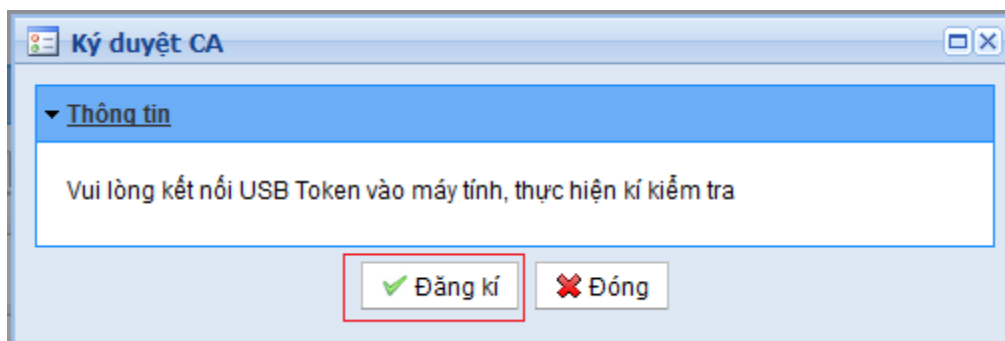 Ký duyệt CA
Thông tin
Vui lòng kết nối USB Token vào máy tính, thực hiện kí kiểm tra
Đăng kí
Đóng